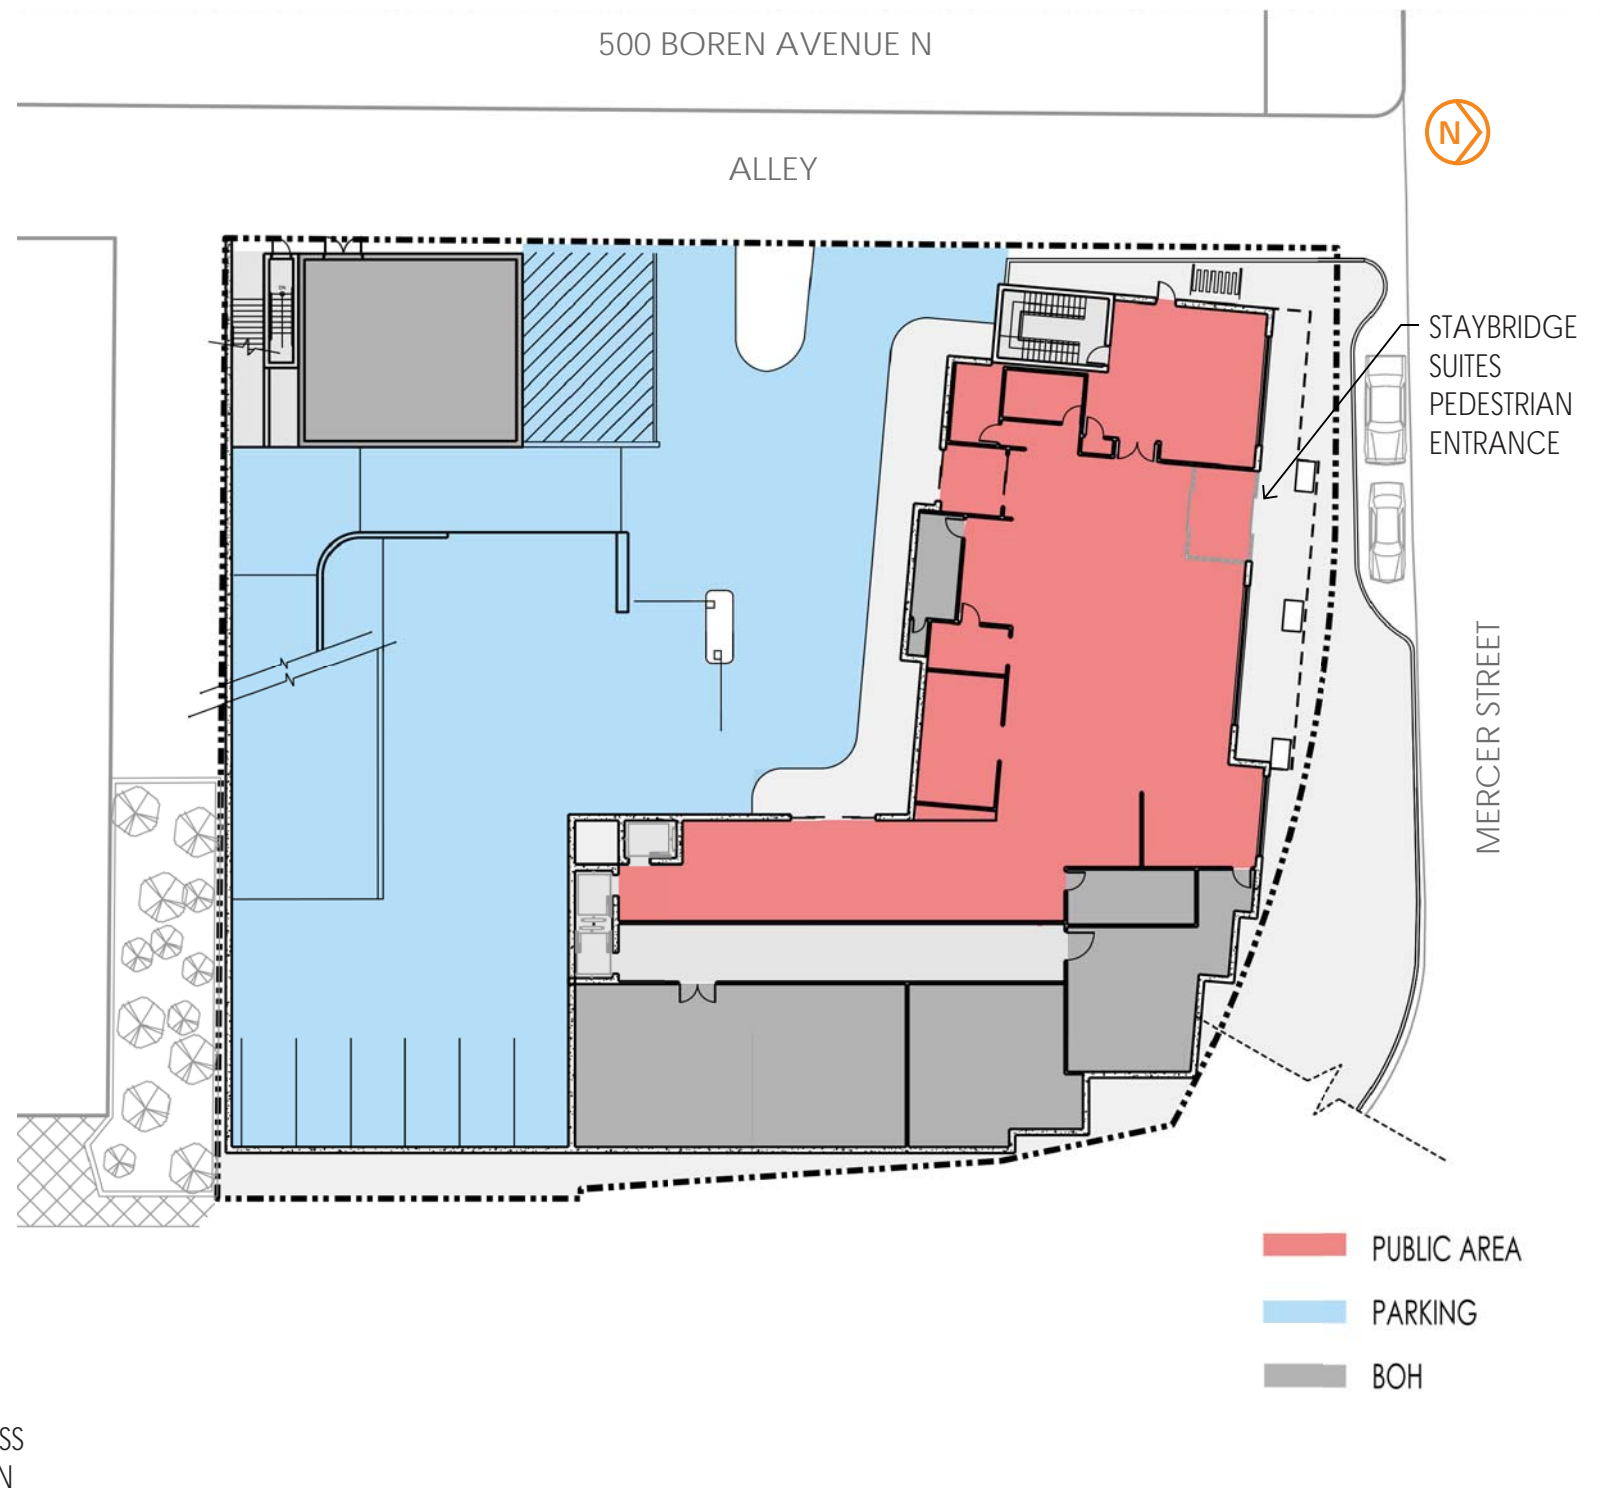 500 BOREN AVENUE N
N
ALLEY
STAYBRIDGE
SUITES
PEDESTRIAN
ENTRANCE
MERCER STREET
PUBLIC AREA
PARKING
BOH
SS
N